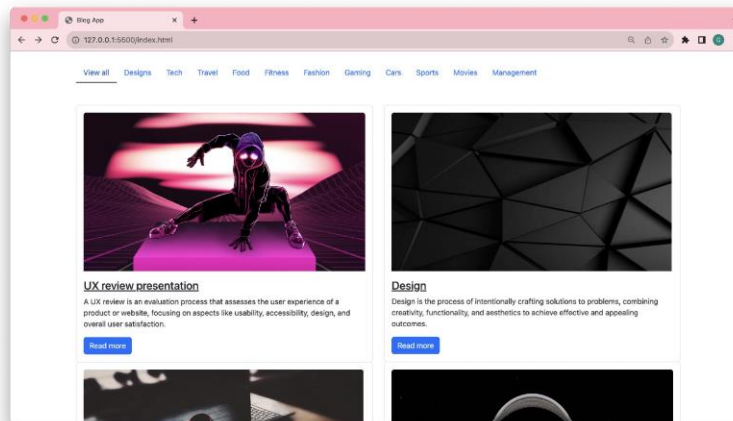 Blog App
127.0.0.1:5500/index.html
View all Designs Tech Travel Food Fitness Fashion Gaming Cars Sports Movies Management
UX review presentation
A UX review is an evaluation process that assesses the user experience of a
product or website, focusing on aspects like usability, accessibility, design, and
overall user satisfaction.
Read more
Design
Design is the process of intentionally crafting solutions to problems, combining
creativity, functionality, and aesthetics to achieve effective and appealing
outcomes.
Read more